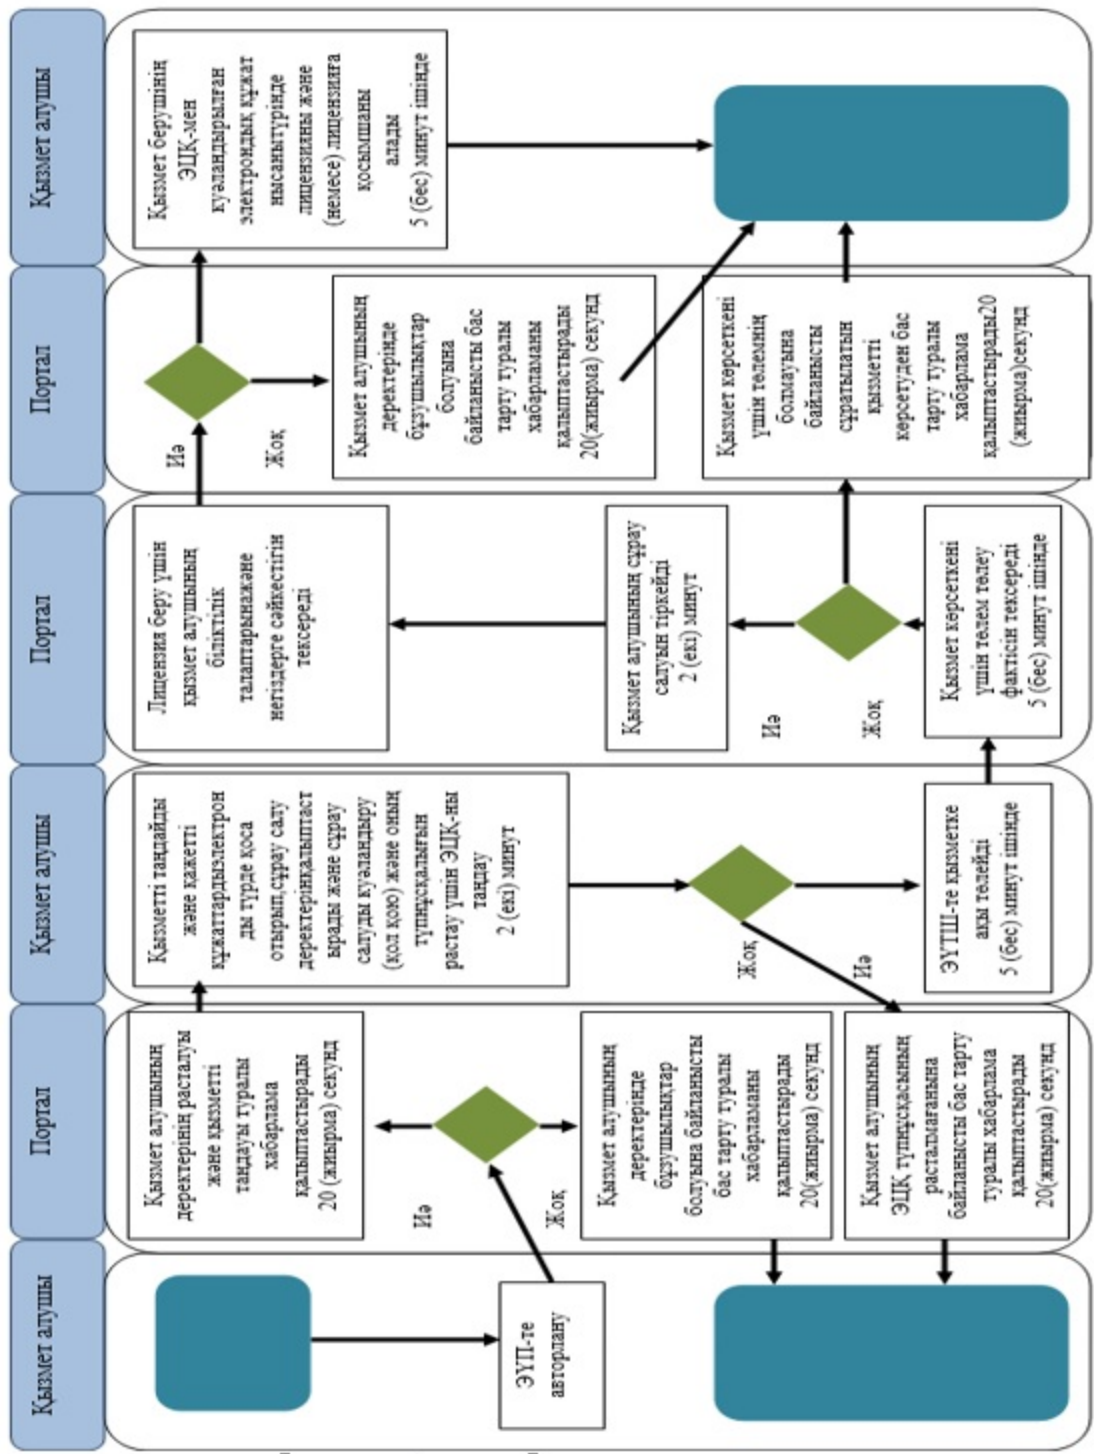 Қызмет алушы
Портал
Қызмет алушы
Портал
Портал
Қызмет алушы
ЭҮП-те
авторлану
Қызмет алушының
деректерінің расталуы
және қызметті
таңдауы туралы
хабарлама
қалыптастырады
20 (жиырма) секунд
Иә
Жоқ
Қызмет алушының
деректерінде
бұзушылықтар
болуына байланысты
бас тарту туралы
хабарламаны
қалыптастырады
20(жиырма) секунд
Қызмет алушының
ЭЦҚ түпнұсқасының
расталмағанына
байланысты бас тарту
туралы хабарлама
қалыптастырады
20(жиырма) секунд
Қызметті таңдайды
және қажетті
құжаттардыэлектрон
ды түрде қоса
отырып,сұрау салу
деректерінқалыптаст
ырады және сұрау
салуды куәландыру
(қол қою) және оның
түпнұсқалығын
растау үшін ЭЦҚ-ны
таңдау
2 (екі) минут
Жоқ
Иә
ЭҮТШ-те қызметке
ақы төлейді
5 (бес) минут ішінде
Лицензия беру үшін
қызмет алушының
біліктілік
талаптарынажәне
негіздерге сәйкестігін
тексереді
Қызмет алушының сұрау
салуын тіркейді
2 (екі) минут
Иә
Жоқ
Қызмет көрсеткені
үшін төлем төлеу
фактісін тексереді
5 (бес) минут ішінде
Иә
Жоқ
Қызмет алушының
деректерінде
бұзушылықтар
болуына
байланысты бас
тарту туралы
хабарламаны
қалыптастырады
20(жиырма) секунд
Қызмет көрсеткені
үшін төлемнің
болмауына
байланысты
сұратылатын
қызметті
көрсетуден бас
тарту туралы
хабарлама
қалыптастырады20
(жиырма)секунд
Қызмет берушінің
ЭЦҚ-мен
куәландырылған
электрондық құжат
нысанытүрінде
лицензияны және
(немесе) лицензияға
қосымшаны
алады
5 (бес) минут ішінде